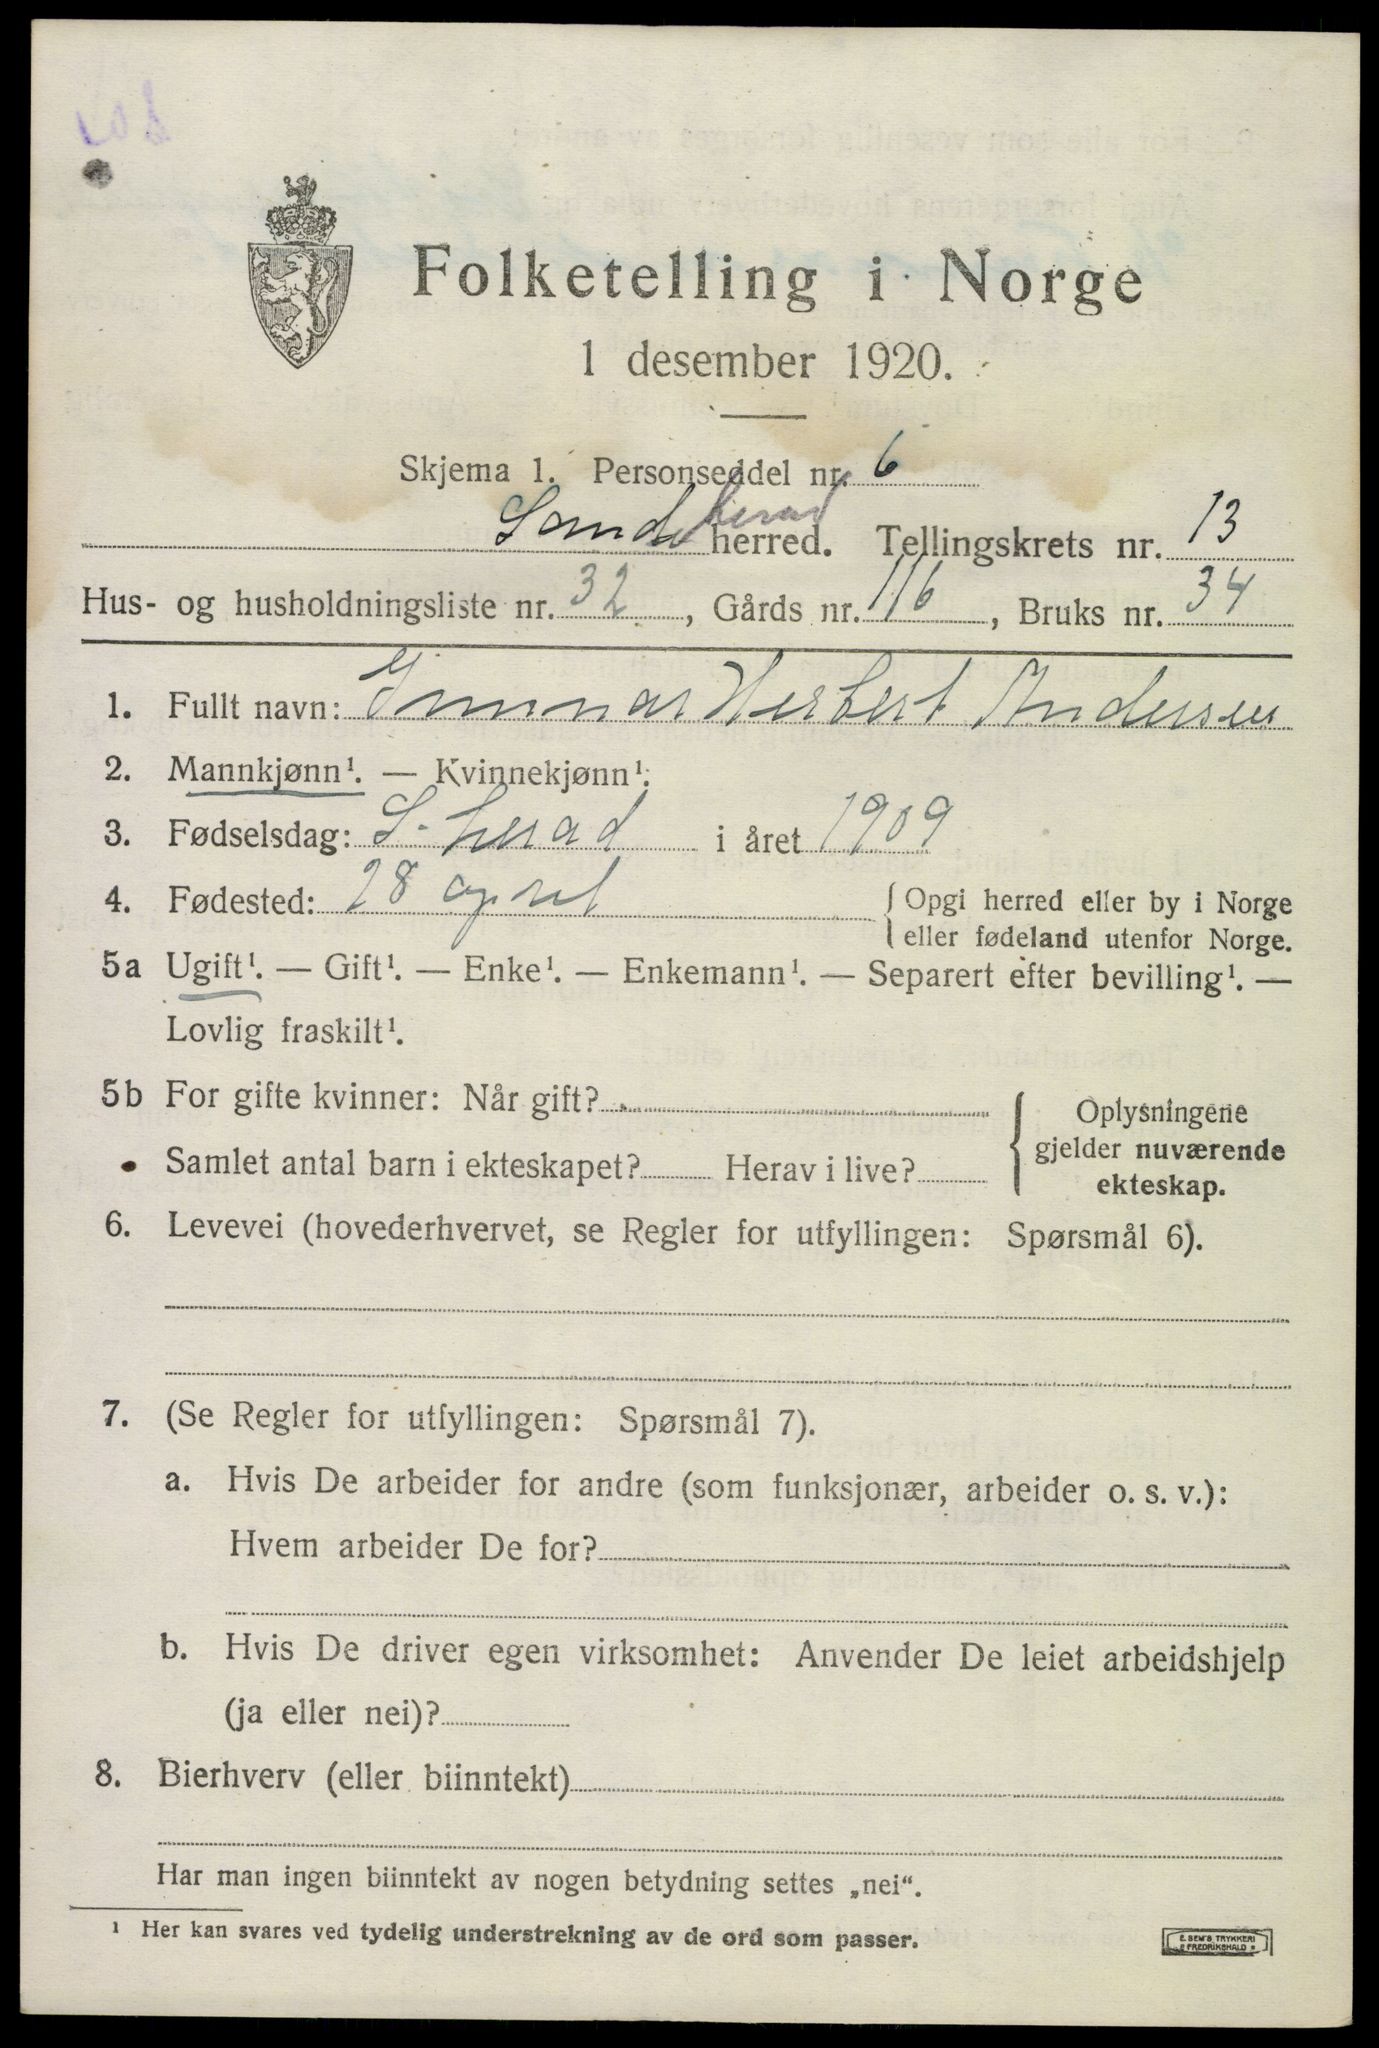 Folketelling i Norge
1 desember 1920.
Skjema 1. Personseddel nr. 6
Sandeherad herred. Tellingskrets nr. 13
Hus- og husholdningsliste nr. 32, Gårds nr. 116, Bruks nr. 34
1. Fullt navn: Gunnar Herbert Andersen
2. Mannkjønn¹. — Kvinnekjønn¹.
3. Fødselsdag: S. herad i året 1909
4. Fødested: 28 april {Opgi herred eller by i Norge
eller fødeland utenfor Norge.
5a Ugift¹. — Gift¹. — Enke¹. — Enkemann¹. — Separert efter bevilling¹. —
Lovlig fraskilt¹.
5b For gifte kvinner: Når gift? { Oplysningene
gjelder nuværende
Samlet antal barn i ekteskapet? Herav i live?
ekteskap.
6. Levevei (hovederhvervet, se Regler for utfyllingen: Spørsmål 6).
7. (Se Regler for utfyllingen: Spørsmål 7).
a. Hvis De arbeider for andre (som funksjonær, arbeider o. s. v.):
Hvem arbeider De for?
b. Hvis De driver egen virksomhet: Anvender De leiet arbeidshjelp
(ja eller nei)?
8. Bierhverv (eller biinntekt)
Har man ingen biinntekt av nogen betydning settes „nei“.
¹ Her kan svares ved tydelig understrekning av de ord som passer.
E. SEM'S TRYKKERI
FREDRIKSHALD